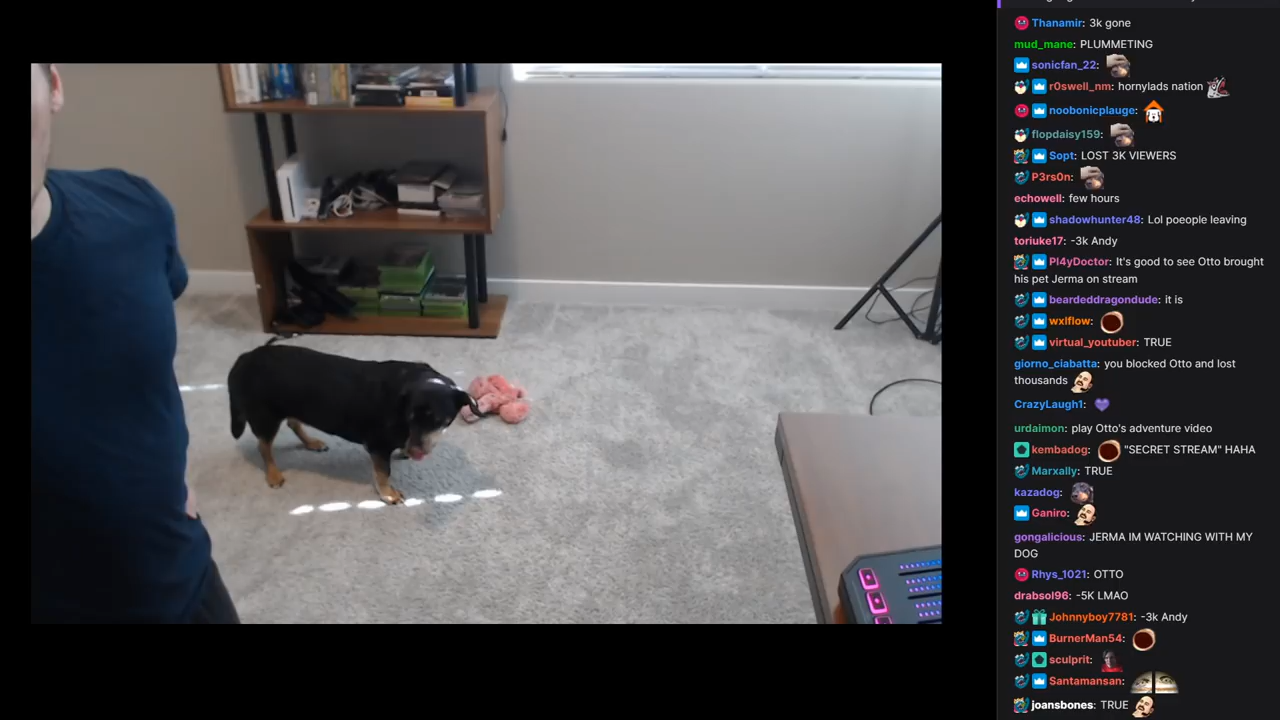 Thanamir: 3k gone
mud_mane: PLUMMETING
sonicfan_22:
r0swell_nm: hornylads nation
noobonicplauge:
flopdaisy159:
Sopt: LOST 3K VIEWERS
P3rs0n:
echowell: few hours
shadowhunter48: Lol poeople leaving
toriuke17: -3k Andy
Pl4yDoctor: It's good to see Otto brought
his pet Jerma on stream
beardeddragondude: it is
wxlflow:
virtual_youtuber: TRUE
giorno_ciabatta: you blocked Otto and lost
thousands
CrazyLaugh1:
urdaimon: play Otto's adventure video
kembadog: "SECRET STREAM" HAHA
Marxally: TRUE
kazadog:
Ganiro:
gongalicious: JERMA IM WATCHING WITH MY
DOG
Rhys_1021: OTTO
drabsol96: -5K LMAO
Johnnyboy7781: -3k Andy
BurnerMan54:
sculprit:
Santamansan:
joansbones: TRUE